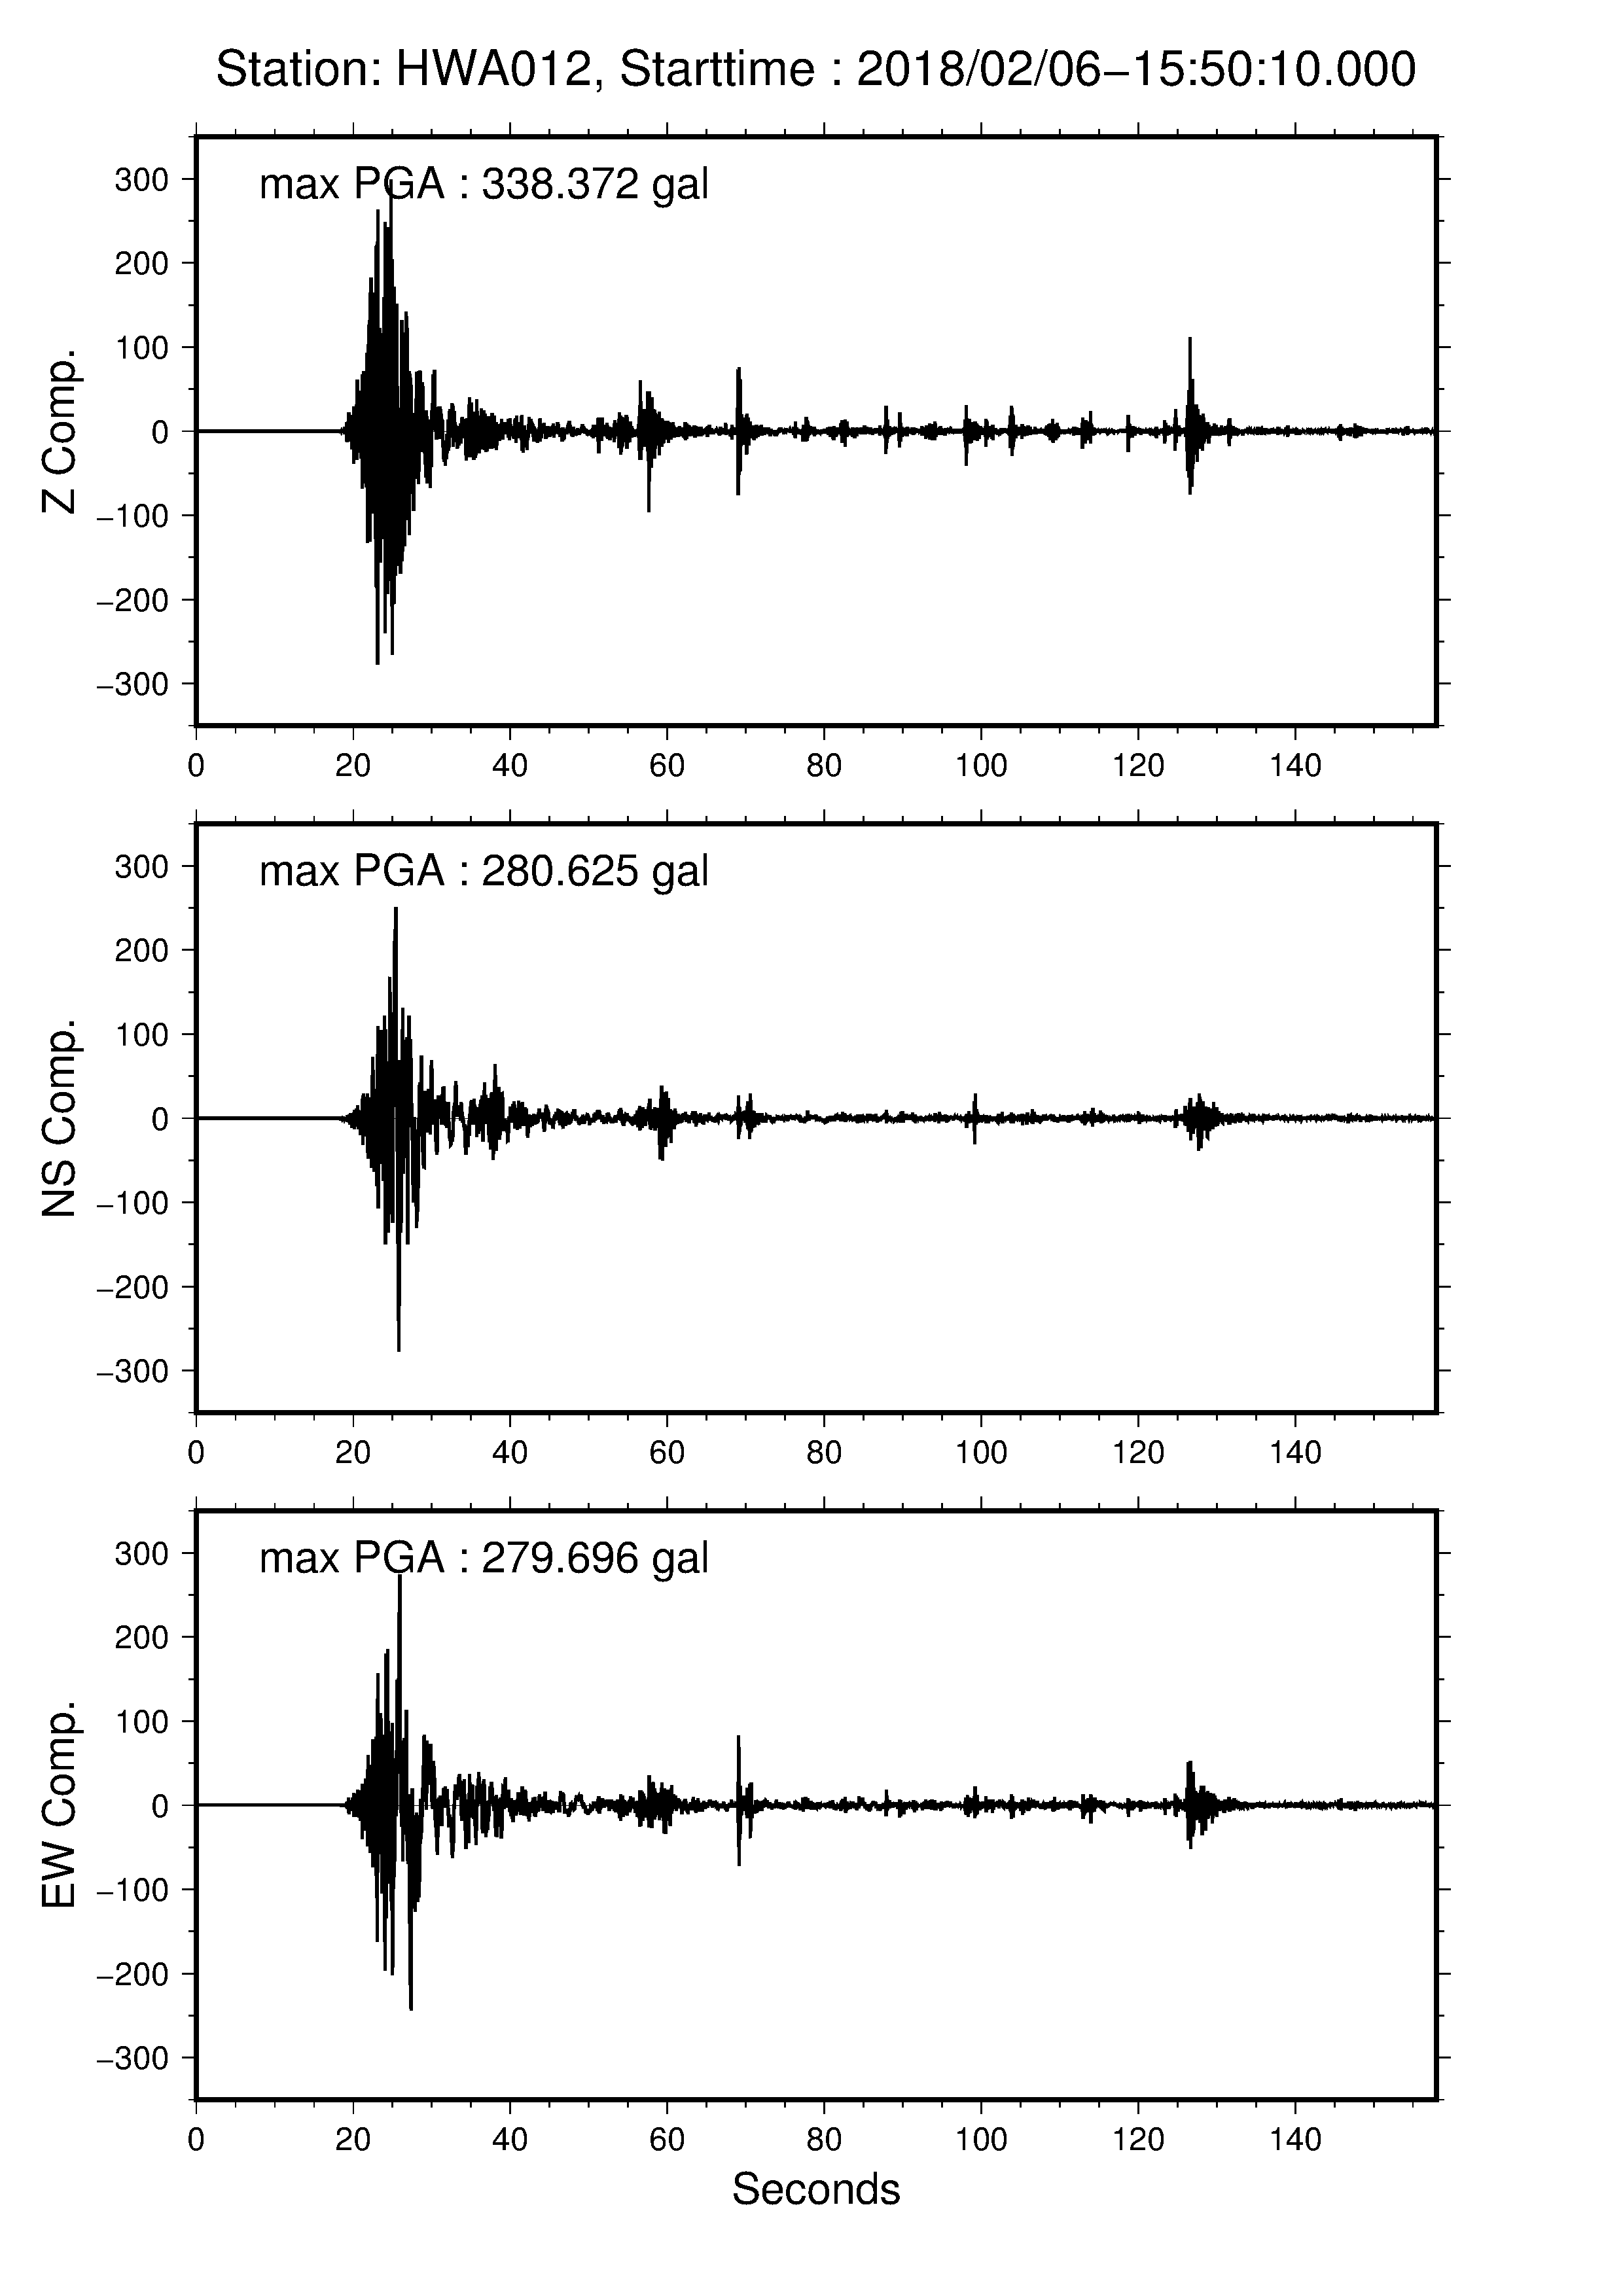 Station: HWA012, Starttime : 2018/02/06−15:50:10.000
max PGA : 338.372 gal
300
200
100
0
−100
−200
−300
Z Comp.
0 20 40 60 80 100 120 140
max PGA : 280.625 gal
300
200
100
0
−100
−200
−300
NS Comp.
0 20 40 60 80 100 120 140
max PGA : 279.696 gal
300
200
100
0
−100
−200
−300
EW Comp.
0 20 40 60 80 100 120 140
Seconds